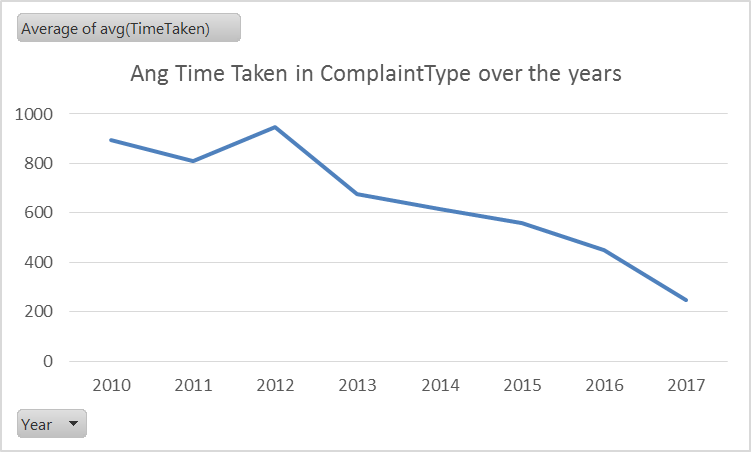 Average of avg(TimeTaken)
Ang Time Taken in ComplaintType over the years
1000
800
600
400
200
0
2010 2011 2012 2013 2014 2015 2016 2017
Year